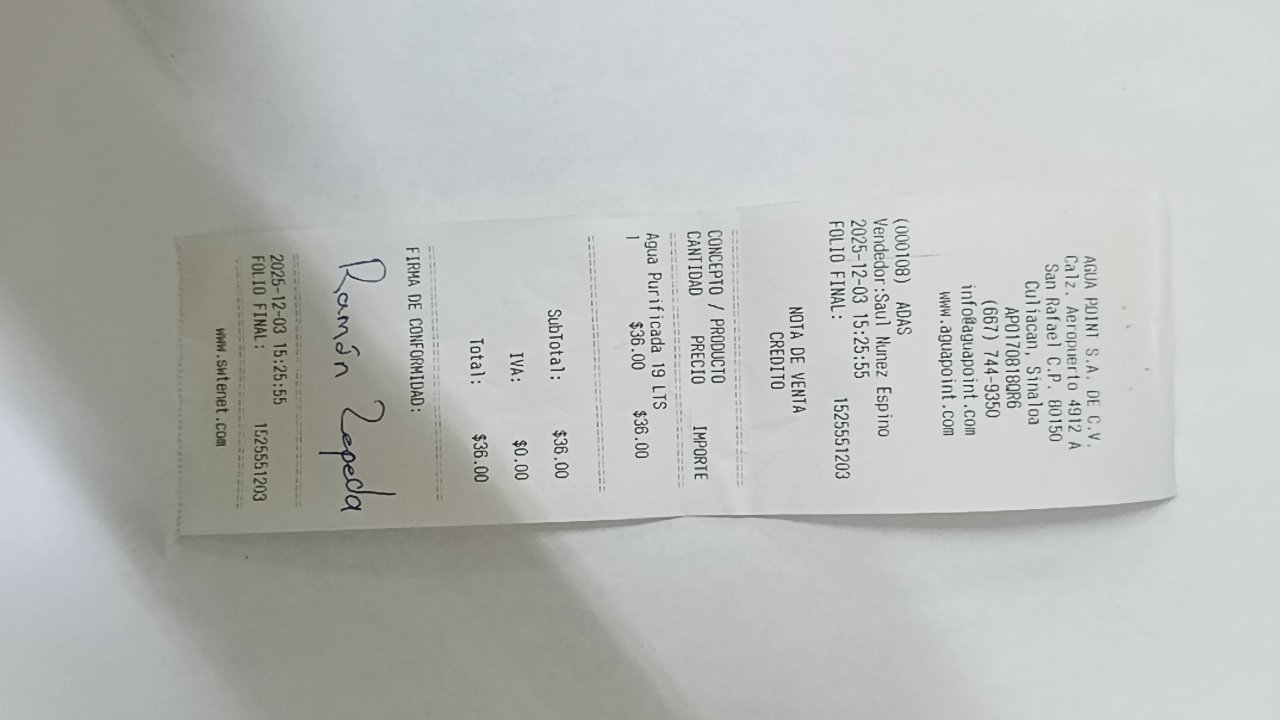 AGUA POINT S.A. DE C.V.
Calz. Aeropuerto 4912 A
San Rafael C.P. 80150
Culiacan, Sinaloa
APO170818QR6
(667) 744-9350
info@aguapoint.com
www.aguapoint.com
(000108) ADAS
Vendedor:Saul Nunez Espino
2025-12-03 15:25:55
FOLIO FINAL: 1525551203
NOTA DE VENTA
CREDITO
CONCEPTO / PRODUCTO
CANTIDAD PRECIO IMPORTE
Agua Purificada 19 LTS
1 $36.00 $36.00
SubTotal: $36.00
IVA: $0.00
Total: $36.00
FIRMA DE CONFORMIDAD:
Ramón Zepeda
2025-12-03 15:25:55
FOLIO FINAL: 1525551203
www.swtenet.com